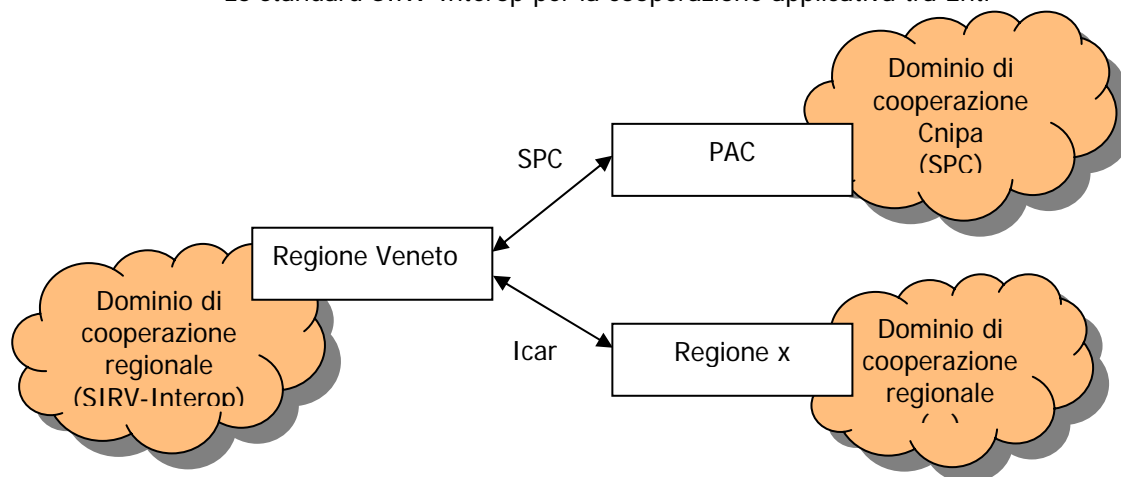 Lo standard SIRV-Interop per la cooperazione applicativa tra Enti
Dominio di
cooperazione
Cnipa
(SPC)
SPC
PAC
Regione Veneto
Dominio di
cooperazione
regionale
(SIRV-Interop)
Icar
Regione x
Dominio di
cooperazione
regionale